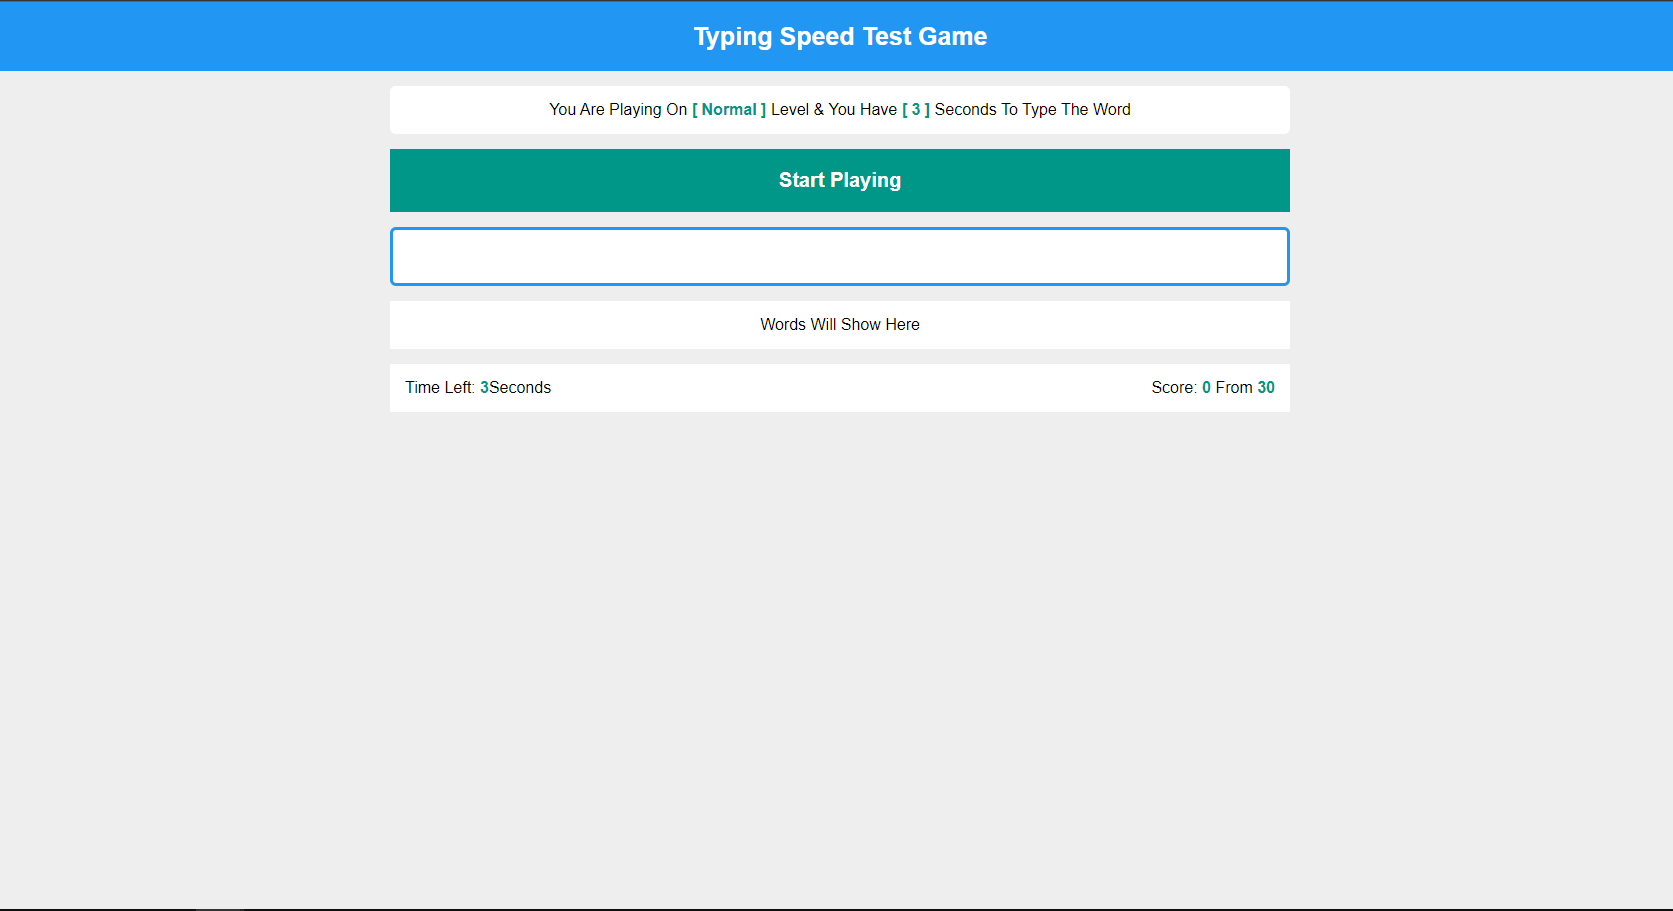 Typing Speed Test Game
You Are Playing On [ Normal ] Level & You Have [ 3 ] Seconds To Type The Word
Start Playing
Words Will Show Here
Time Left: 3Seconds
Score: 0 From 30